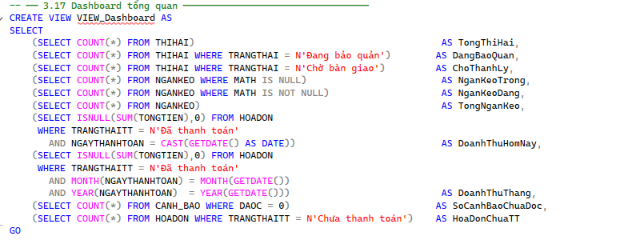 -- ── 3.17 Dashboard tổng quan ──────────────────────────────
CREATE VIEW VIEW_Dashboard AS
SELECT
(SELECT COUNT(*) FROM THIHAI) AS TongThiHai,
(SELECT COUNT(*) FROM THIHAI WHERE TRANGTHAI = N'Đang bảo quản') AS DangBaoQuan,
(SELECT COUNT(*) FROM THIHAI WHERE TRANGTHAI = N'Chờ bàn giao') AS ChoThanhLy,
(SELECT COUNT(*) FROM NGANKEO WHERE MATH IS NULL) AS NganKeoTrong,
(SELECT COUNT(*) FROM NGANKEO WHERE MATH IS NOT NULL) AS NganKeoDang,
(SELECT COUNT(*) FROM NGANKEO) AS TongNganKeo,
(SELECT ISNULL(SUM(TONGTIEN),0) FROM HOADON
WHERE TRANGTHAITT = N'Đã thanh toán'
AND NGAYTHANHTOAN = CAST(GETDATE() AS DATE)) AS DoanhThuHomNay,
(SELECT ISNULL(SUM(TONGTIEN),0) FROM HOADON
WHERE TRANGTHAITT = N'Đã thanh toán'
AND MONTH(NGAYTHANHTOAN) = MONTH(GETDATE())
AND YEAR(NGAYTHANHTOAN) = YEAR(GETDATE())) AS DoanhThuThang,
(SELECT COUNT(*) FROM CANH_BAO WHERE DAOC = 0) AS SoCanhBaoChuaDoc,
(SELECT COUNT(*) FROM HOADON WHERE TRANGTHAITT = N'Chưa thanh toán') AS HoaDonChuaTT
GO